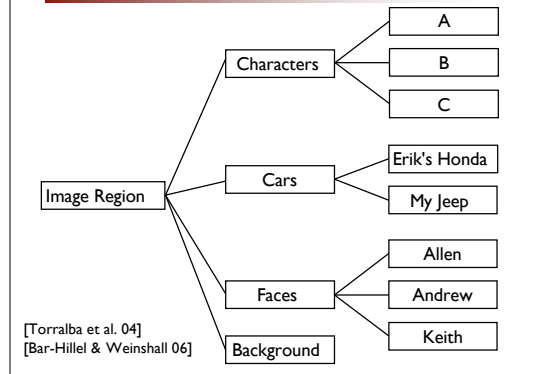 A
Characters
B
C
Erik's Honda
Cars
Image Region
My Jeep
Allen
Faces
Andrew
Keith
[Torralba et al. 04]
[Bar-Hillel & Weinshall 06]
Background